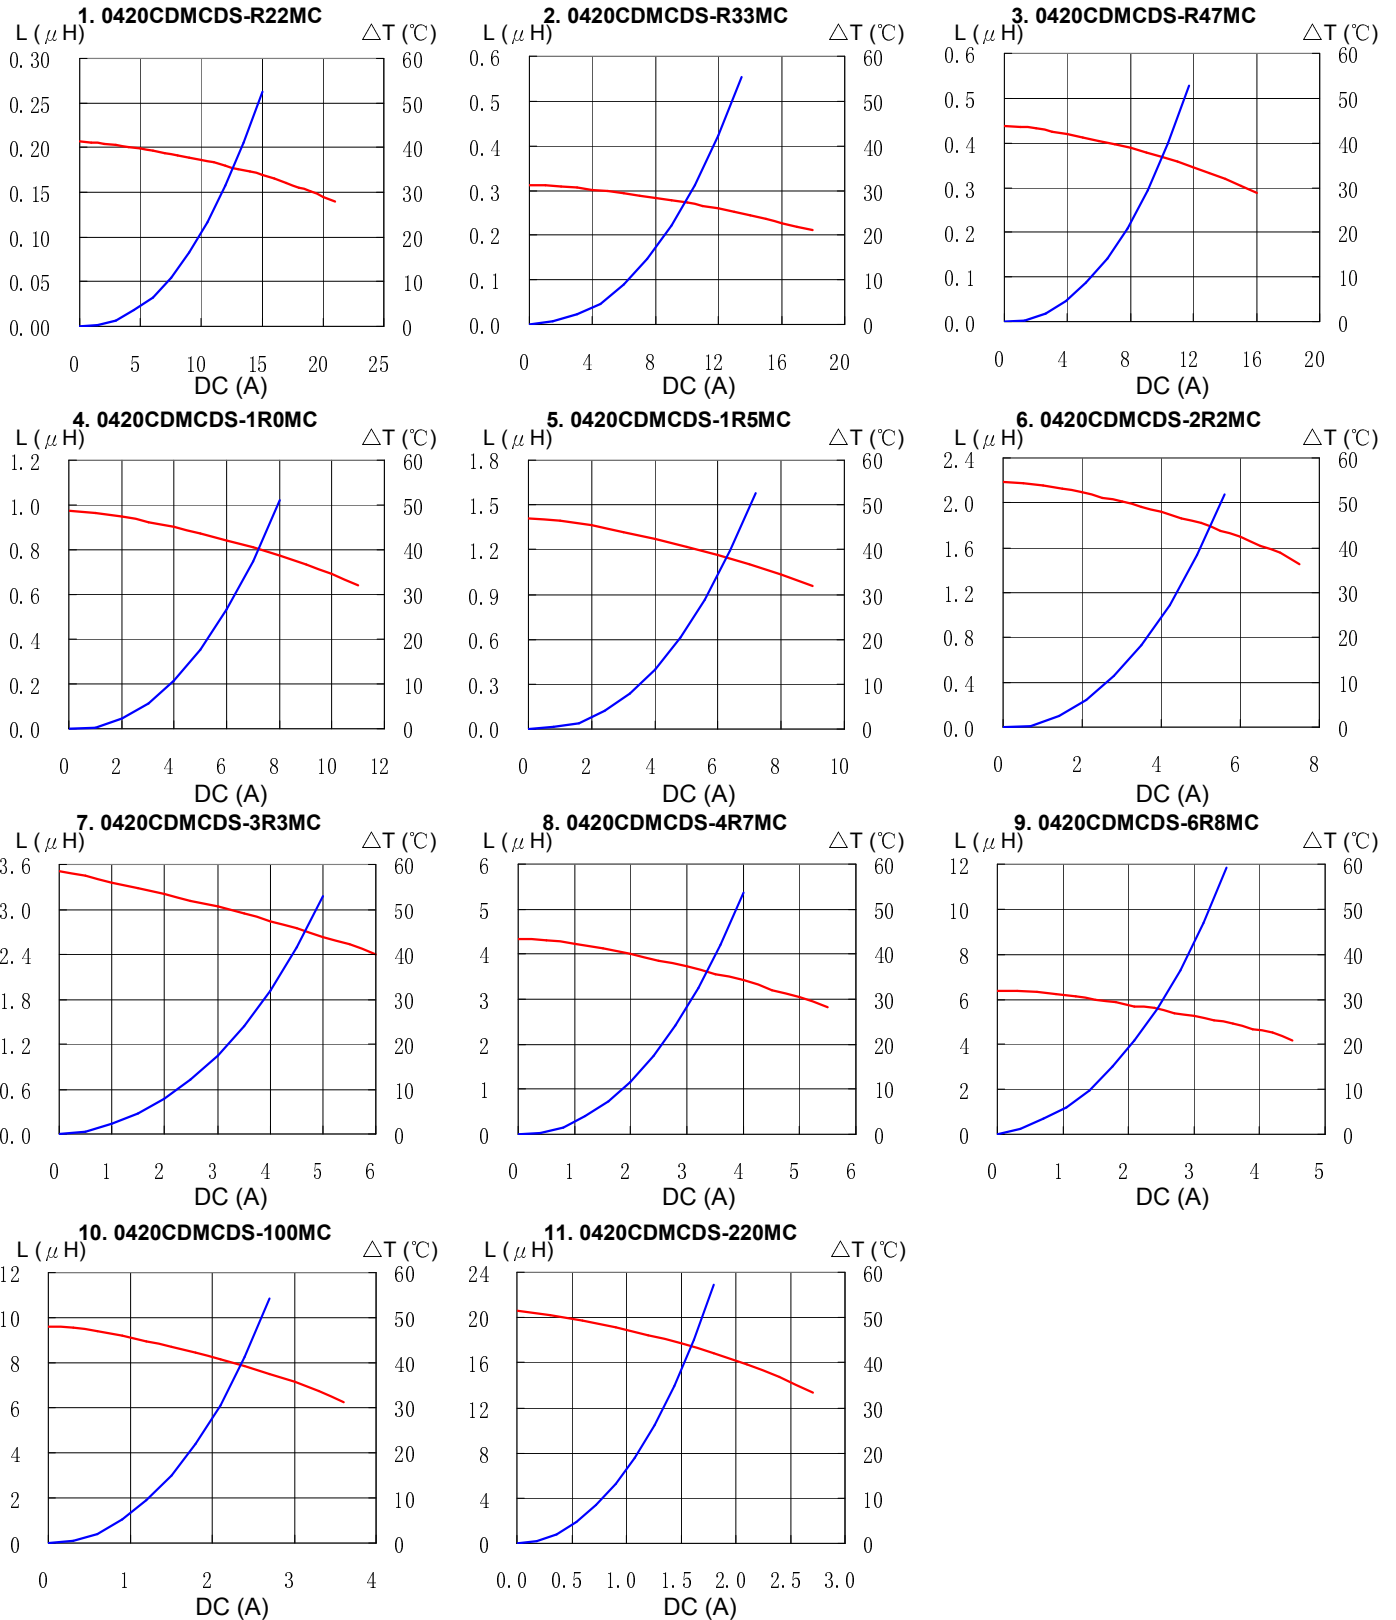 1. 0420CDMCDS-R22MC
L (μH) △T (℃)
0.30 60
0.25 50
0.20 40
0.15 30
0.10 20
0.05 10
0.00 0
0 5 10 15 20 25
DC (A)
2. 0420CDMCDS-R33MC
L (μH) △T (℃)
0.6 60
0.5 50
0.4 40
0.3 30
0.2 20
0.1 10
0.0 0
0 4 8 12 16 20
DC (A)
3. 0420CDMCDS-R47MC
L (μH) △T (℃)
0.6 60
0.5 50
0.4 40
0.3 30
0.2 20
0.1 10
0.0 0
0 4 8 12 16 20
DC (A)
4. 0420CDMCDS-1R0MC
L (μH) △T (℃)
1.2 60
1.0 50
0.8 40
0.6 30
0.4 20
0.2 10
0.0 0
0 2 4 6 8 10 12
DC (A)
5. 0420CDMCDS-1R5MC
L (μH) △T (℃)
1.8 60
1.5 50
1.2 40
0.9 30
0.6 20
0.3 10
0.0 0
0 2 4 6 8 10
DC (A)
6. 0420CDMCDS-2R2MC
L (μH) △T (℃)
2.4 60
2.0 50
1.6 40
1.2 30
0.8 20
0.4 10
0.0 0
0 2 4 6 8
DC (A)
7. 0420CDMCDS-3R3MC
L (μH) △T (℃)
3.6 60
3.0 50
2.4 40
1.8 30
1.2 20
0.6 10
0.0 0
0 1 2 3 4 5 6
DC (A)
8. 0420CDMCDS-4R7MC
L (μH) △T (℃)
6 60
5 50
4 40
3 30
2 20
1 10
0 0
0 1 2 3 4 5 6
DC (A)
9. 0420CDMCDS-6R8MC
L (μH) △T (℃)
12 60
10 50
8 40
6 30
4 20
2 10
0 0
0 1 2 3 4 5
DC (A)
10. 0420CDMCDS-100MC
L (μH) △T (℃)
12 60
10 50
8 40
6 30
4 20
2 10
0 0
0 1 2 3 4
DC (A)
11. 0420CDMCDS-220MC
L (μH) △T (℃)
24 60
20 50
16 40
12 30
8 20
4 10
0 0
0.0 0.5 1.0 1.5 2.0 2.5 3.0
DC (A)